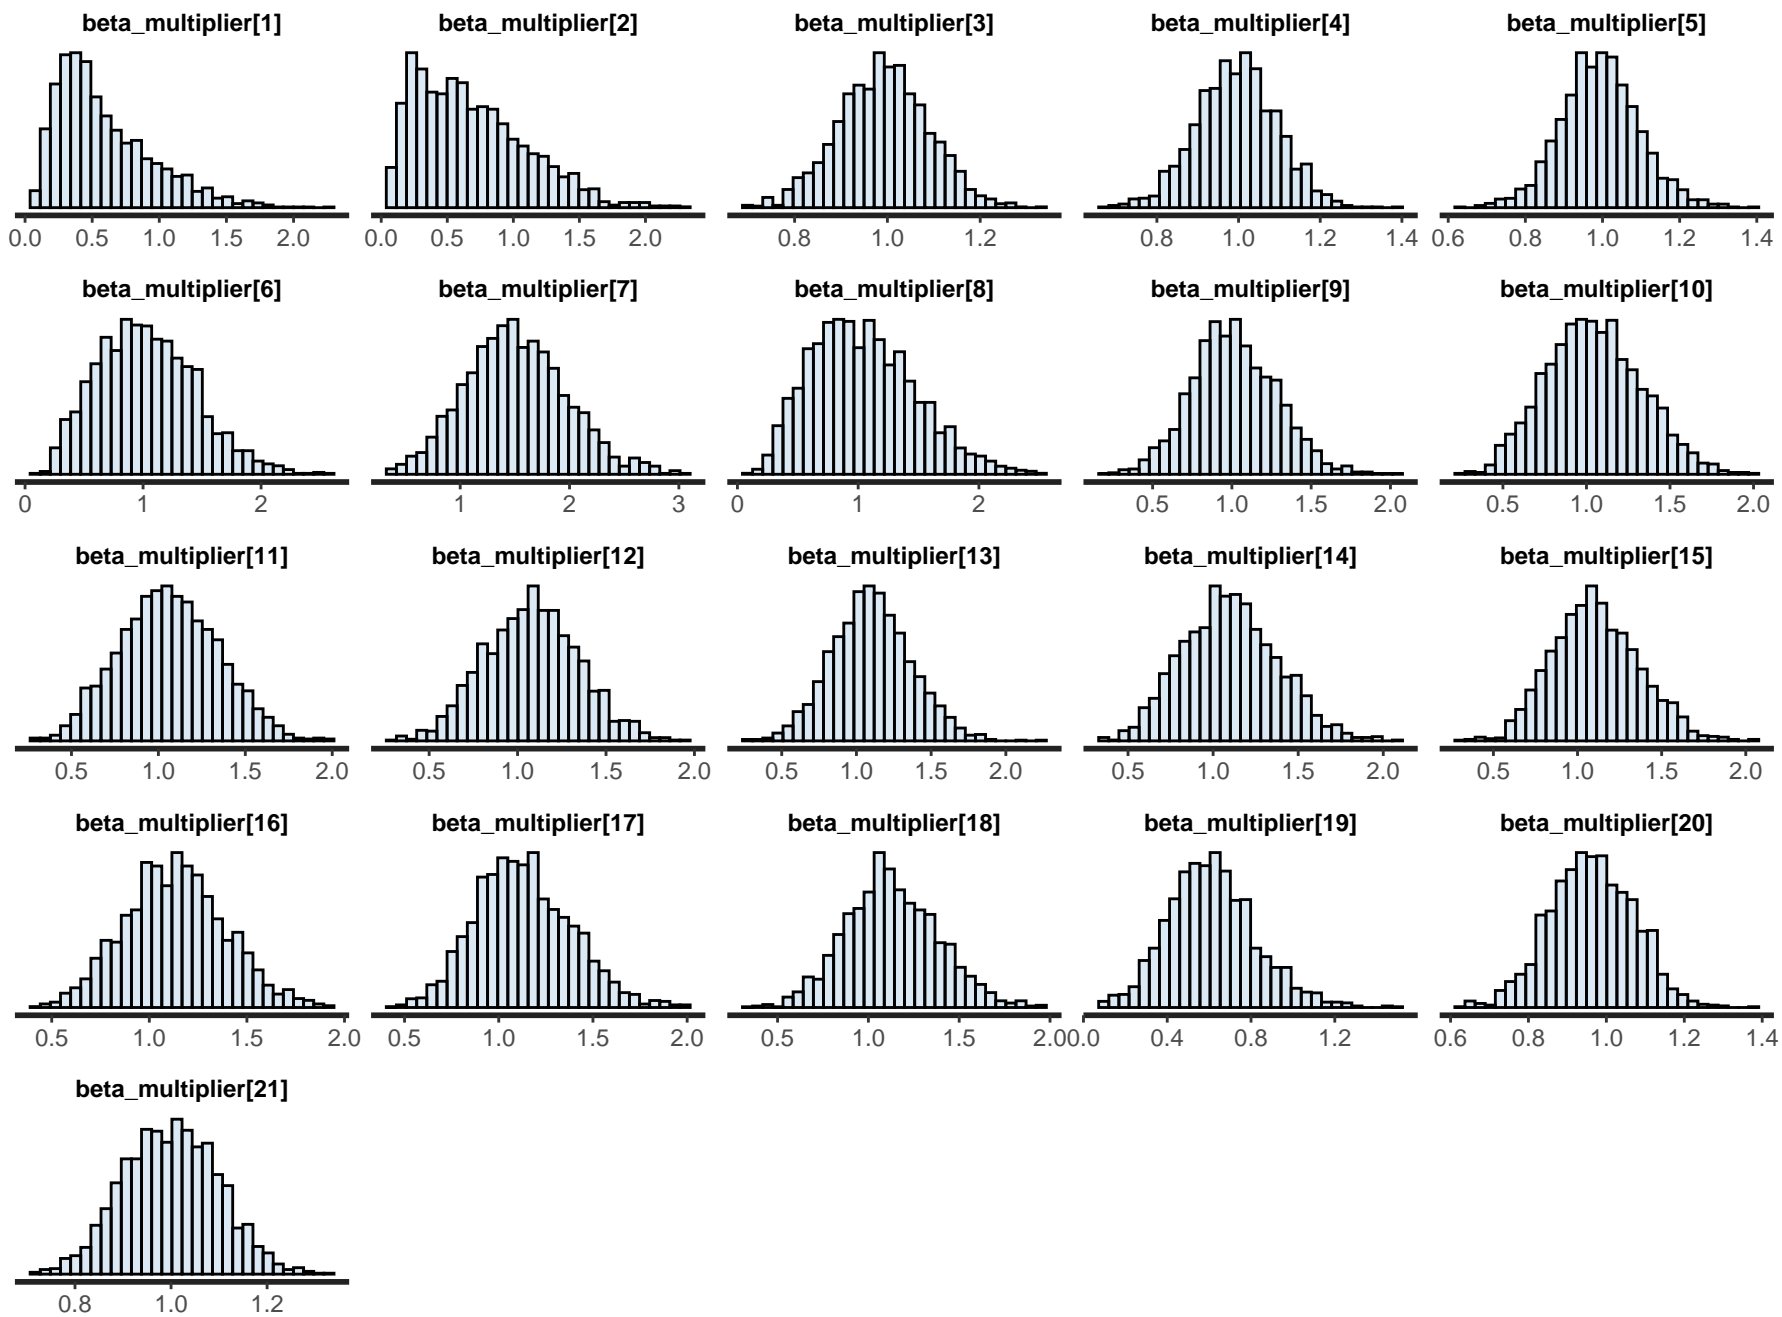 beta_multiplier[1] beta_multiplier[2] beta_multiplier[3] beta_multiplier[4] beta_multiplier[5]
0.0 0.5 1.0 1.5 2.0 0.0 0.5 1.0 1.5 2.0 0.8 1.0 1.2 0.8 1.0 1.2 1.4 0.6 0.8 1.0 1.2 1.4
beta_multiplier[6] beta_multiplier[7] beta_multiplier[8] beta_multiplier[9] beta_multiplier[10]
0 1 2 1 2 3 0 1 2 0.5 1.0 1.5 2.0 0.5 1.0 1.5 2.0
beta_multiplier[11] beta_multiplier[12] beta_multiplier[13] beta_multiplier[14] beta_multiplier[15]
0.5 1.0 1.5 2.0 0.5 1.0 1.5 2.0 0.5 1.0 1.5 2.0 0.5 1.0 1.5 2.0 0.5 1.0 1.5 2.0
beta_multiplier[16] beta_multiplier[17] beta_multiplier[18] beta_multiplier[19] beta_multiplier[20]
0.5 1.0 1.5 2.0 0.5 1.0 1.5 2.0 0.5 1.0 1.5 2.0 0.0 0.4 0.8 1.2 0.6 0.8 1.0 1.2 1.4
beta_multiplier[21]
0.8 1.0 1.2